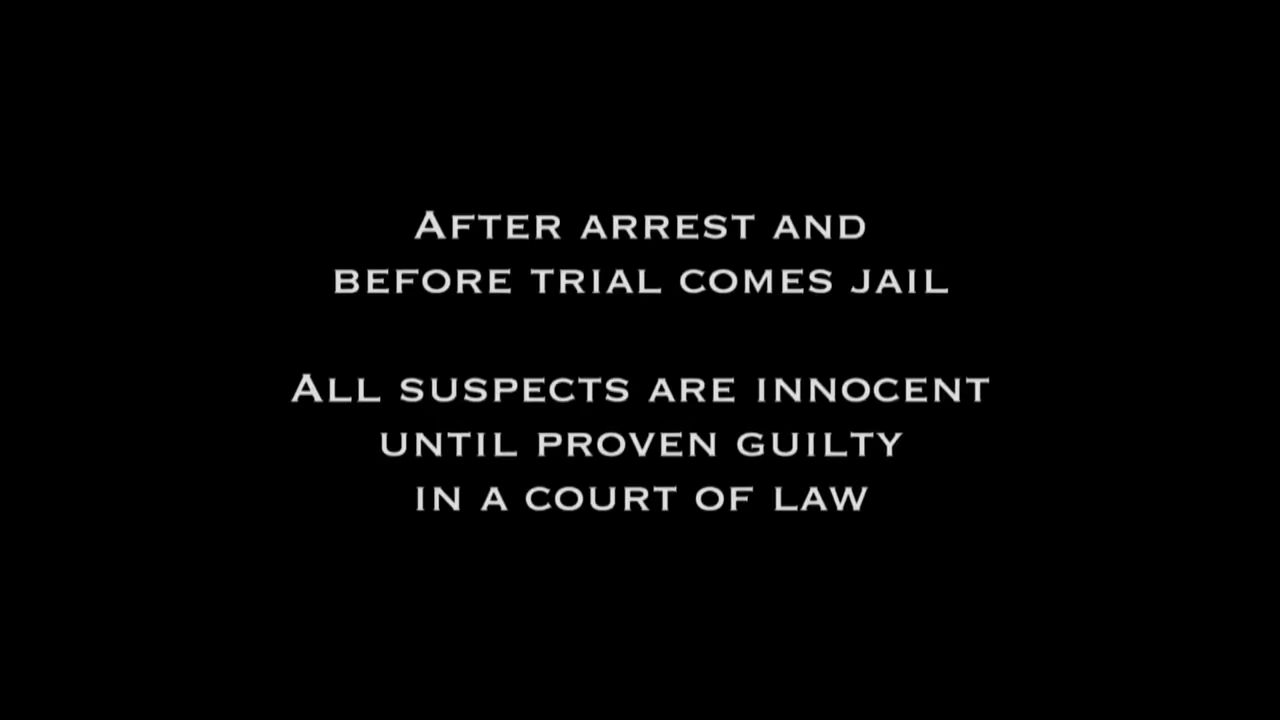 After arrest and
before trial comes jail
All suspects are innocent
until proven guilty
in a court of law